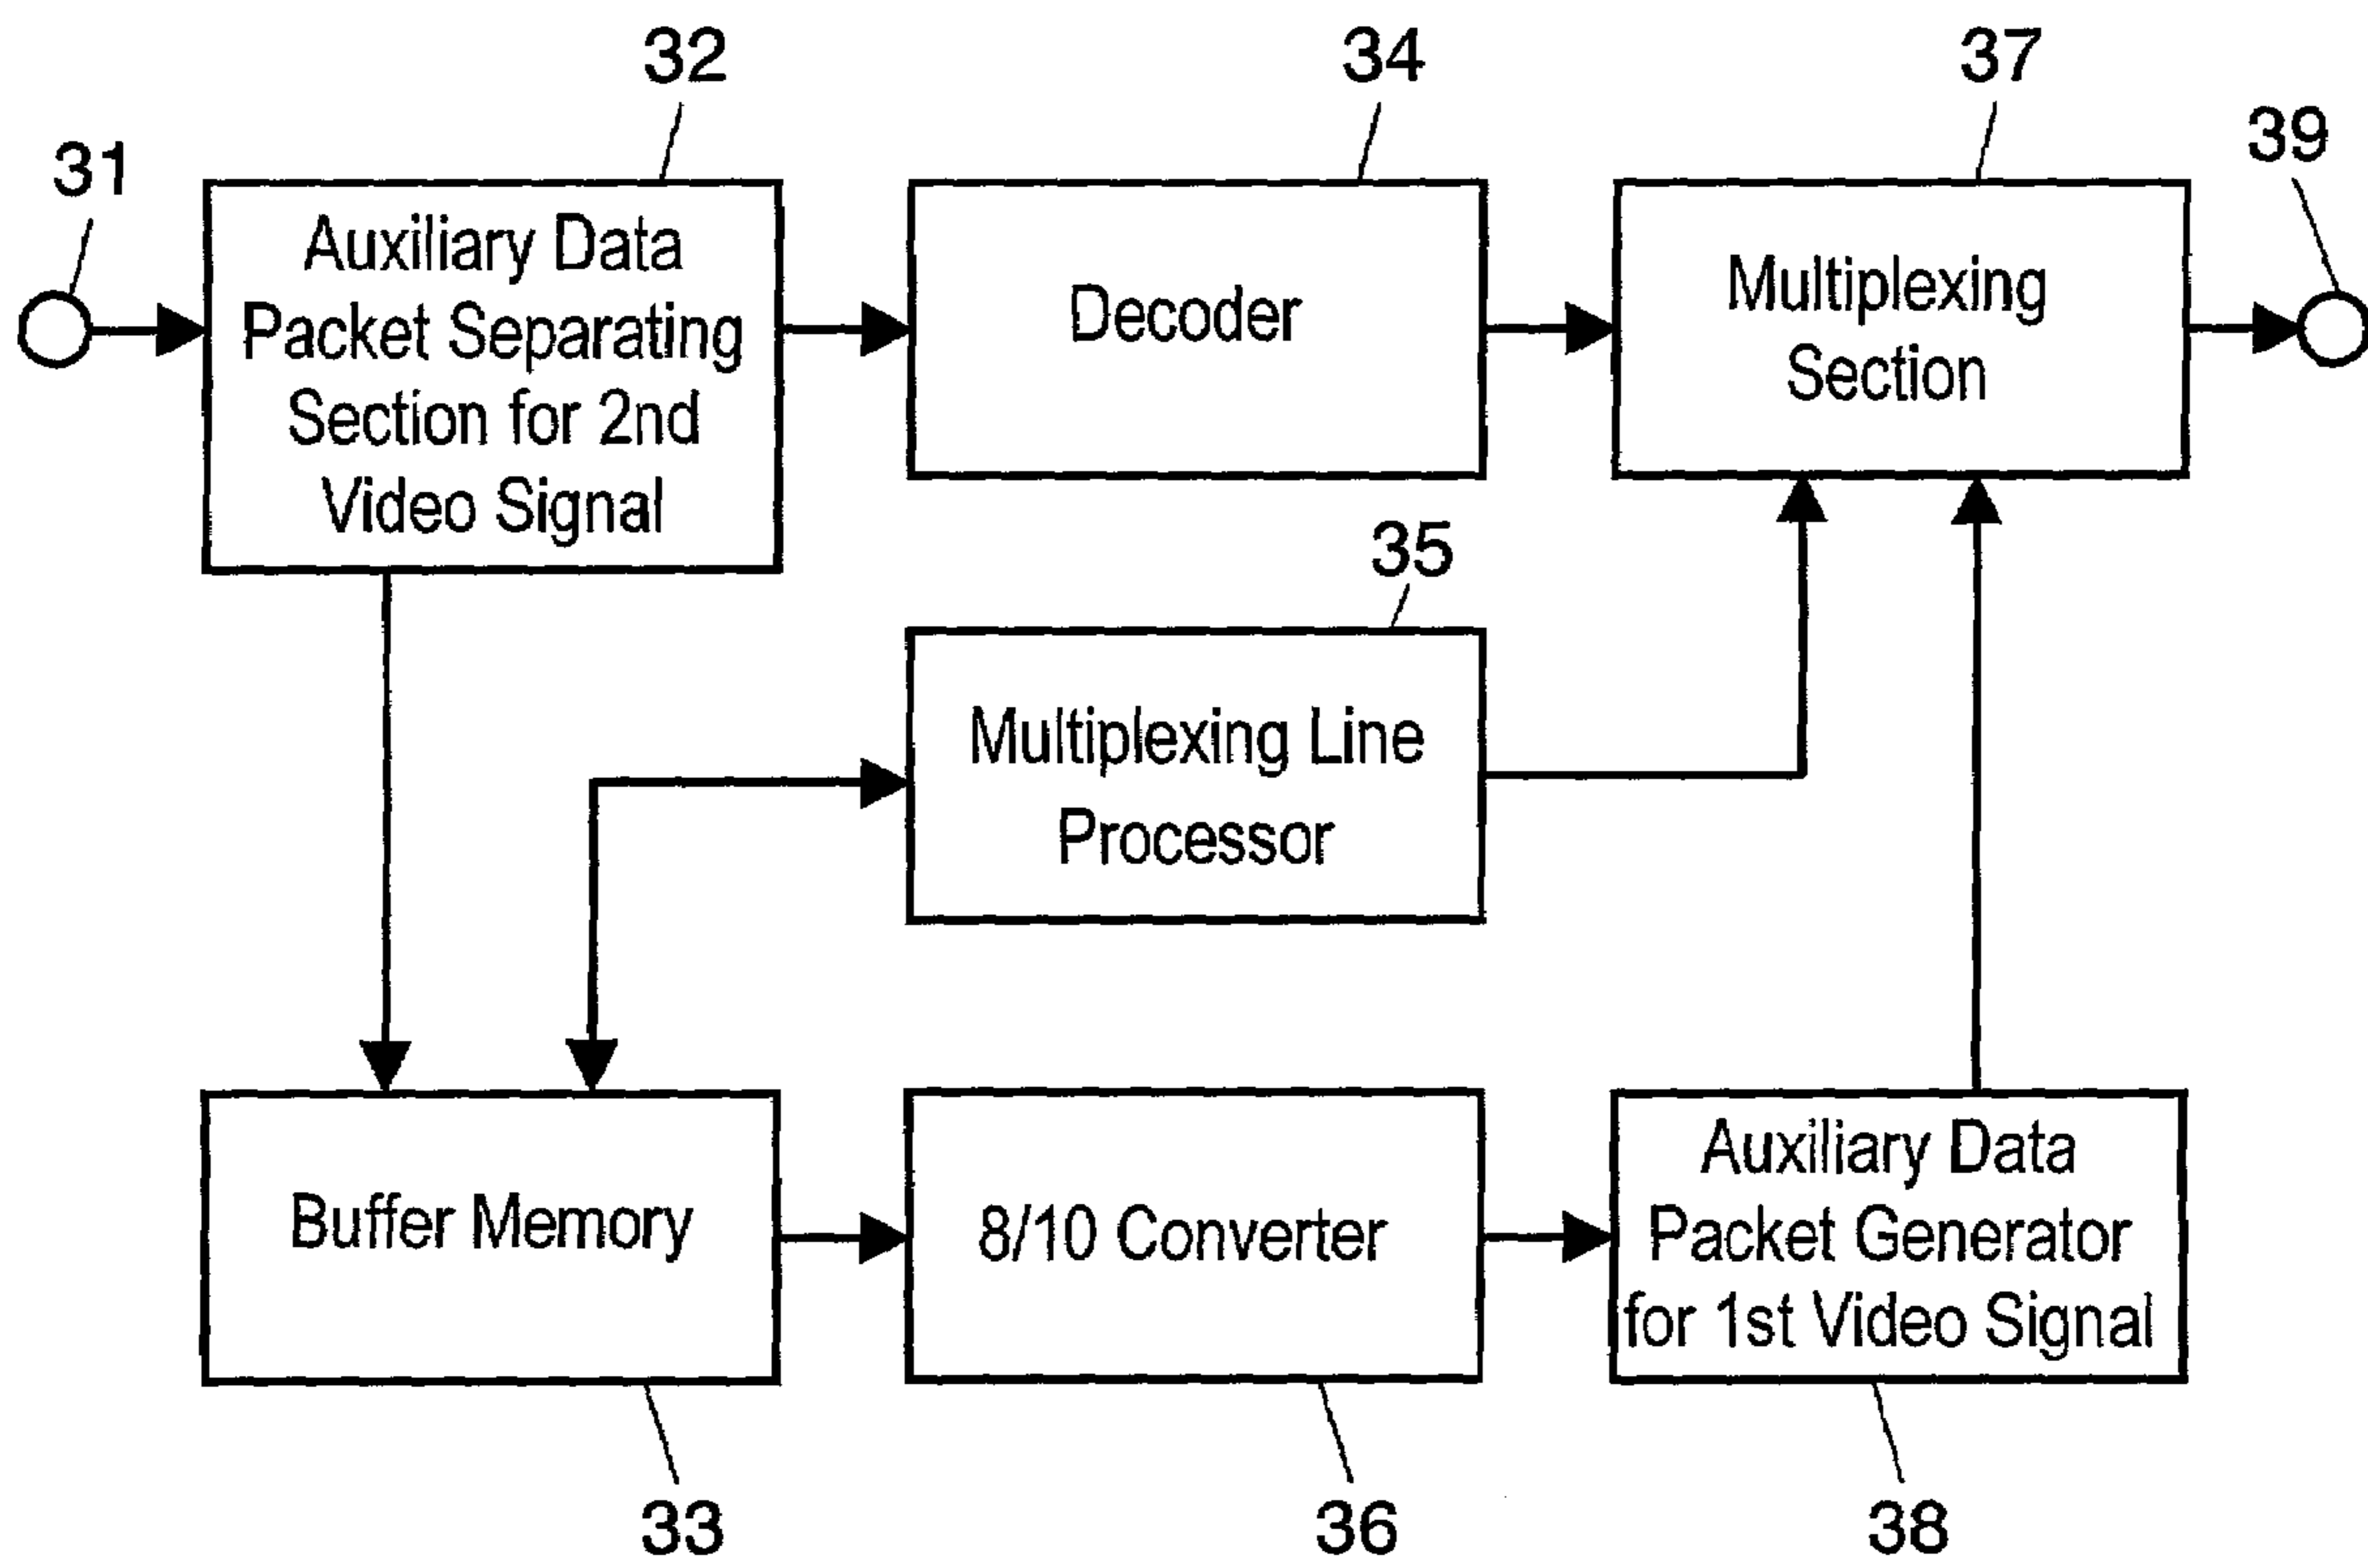 32
34
37
39
31
Auxiliary Data
Packet Separating
Section for 2nd
Video Signal
Decoder
Multiplexing
Section
35
Multiplexing Line
Processor
Buffer Memory
8/10 Converter
Auxiliary Data
Packet Generator
for 1st Video Signal
33
36
38